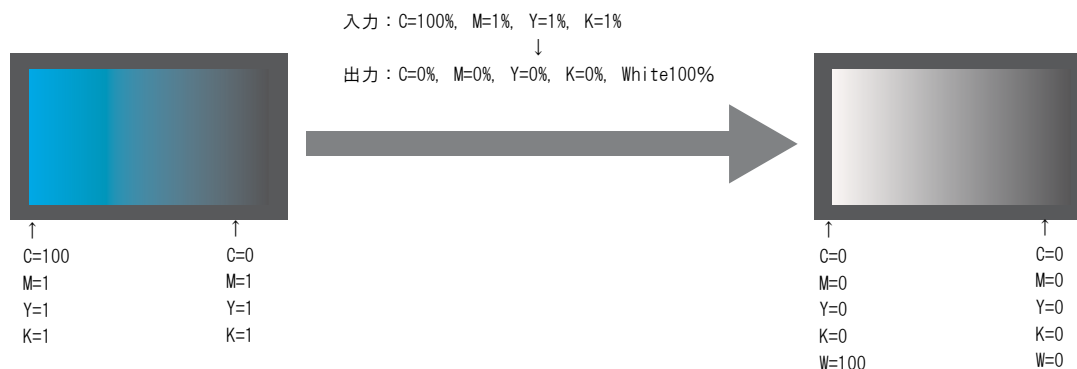 入力：C=100%, M=1%, Y=1%, K=1%
↓
出力：C=0%, M=0%, Y=0%, K=0%, White100%
↑
C=100
M=1
Y=1
K=1
↑
C=0
M=1
Y=1
K=1
↑
C=0
M=0
Y=0
K=0
W=100
↑
C=0
M=0
Y=0
K=0
W=0